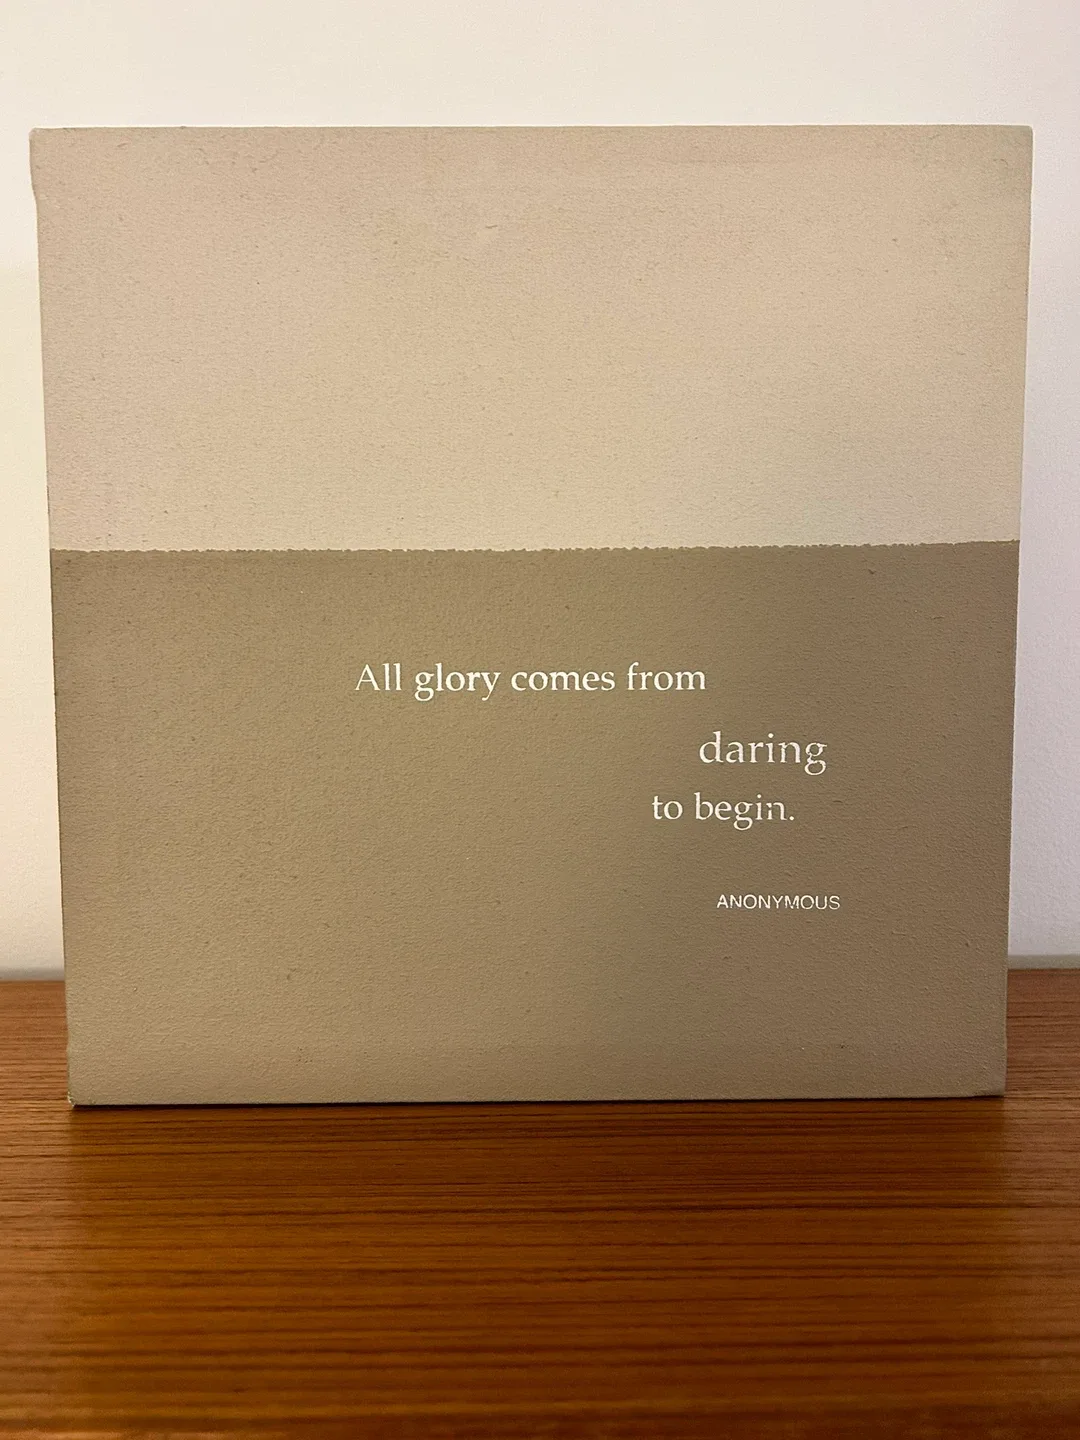 All glory comes from
daring
to begin.
ANONYMOUS